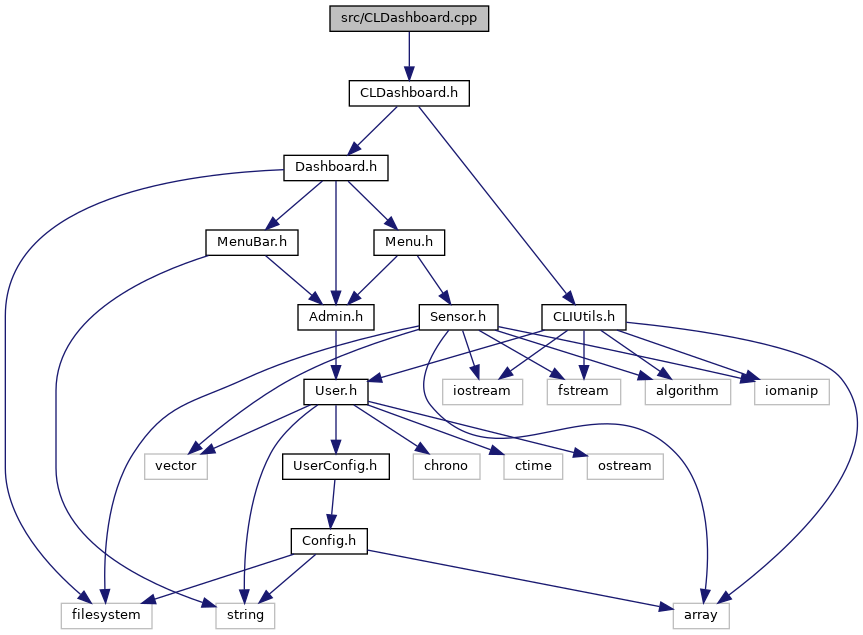 src/CLDashboard.cpp
CLDashboard.h
Dashboard.h
MenuBar.h
Menu.h
Admin.h
Sensor.h
CLIUtils.h
User.h
iostream
fstream
algorithm
iomanip
vector
UserConfig.h
chrono
ctime
ostream
Config.h
filesystem
string
array